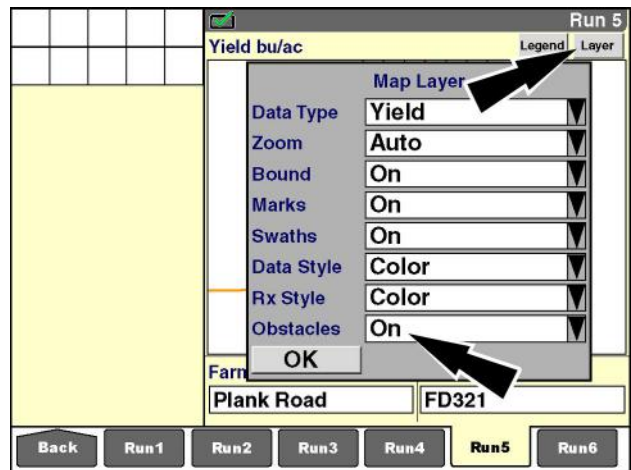 Run 5
Yield bu/ac Legend Layer
Map Layer
Data Type Yield
Zoom Auto
Bound On
Marks On
Swaths On
Data Style Color
Rx Style Color
Obstacles On
OK
Farm
Plank Road FD321
Back Run1 Run2 Run3 Run4 Run5 Run6